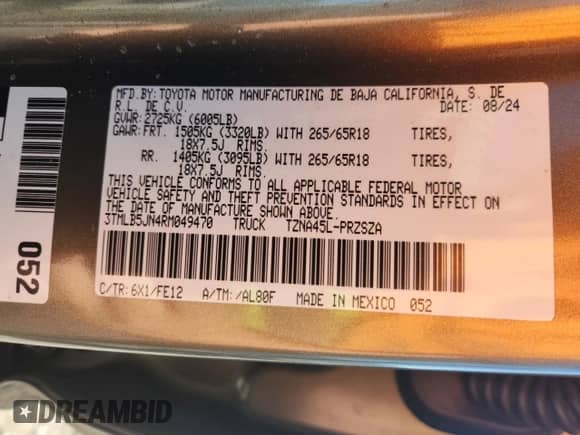 MFD.BY:TOYOTA MOTOR MANUFACTURING DE BAJA CALIFORNIA, S. DE
R.L. DE C.V. DATE: 08/24
GVWR: 2725KG (6005LB)
GAWR: FRT. 1505KG (3320LB) WITH 265/65R18 TIRES,
18X7.5J RIMS.
RR. 1405KG (3095LB) WITH 265/65R18 TIRES,
18X7.5J RIMS.
THIS VEHICLE CONFORMS TO ALL APPLICABLE FEDERAL MOTOR
VEHICLE SAFETY AND THEFT PREVENTION STANDARDS IN EFFECT ON
THE DATE OF MANUFACTURE SHOWN ABOVE.
3TMLB5JN4RM049470 TRUCK TZNA45L-PRZSZA
C/TR: 6X1/FE12 A/TM: /AL80F MADE IN MEXICO 052
052
DREAMBID